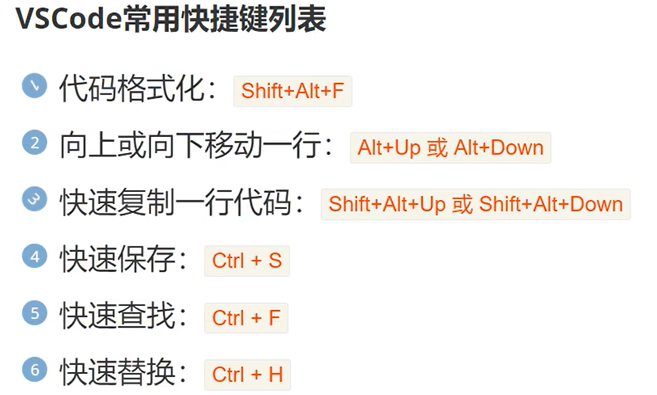 VSCode常用快捷键列表
1 代码格式化：Shift+Alt+F
2 向上或向下移动一行：Alt+Up 或 Alt+Down
3 快速复制一行代码：Shift+Alt+Up 或 Shift+Alt+Down
4 快速保存：Ctrl + S
5 快速查找：Ctrl + F
6 快速替换：Ctrl + H